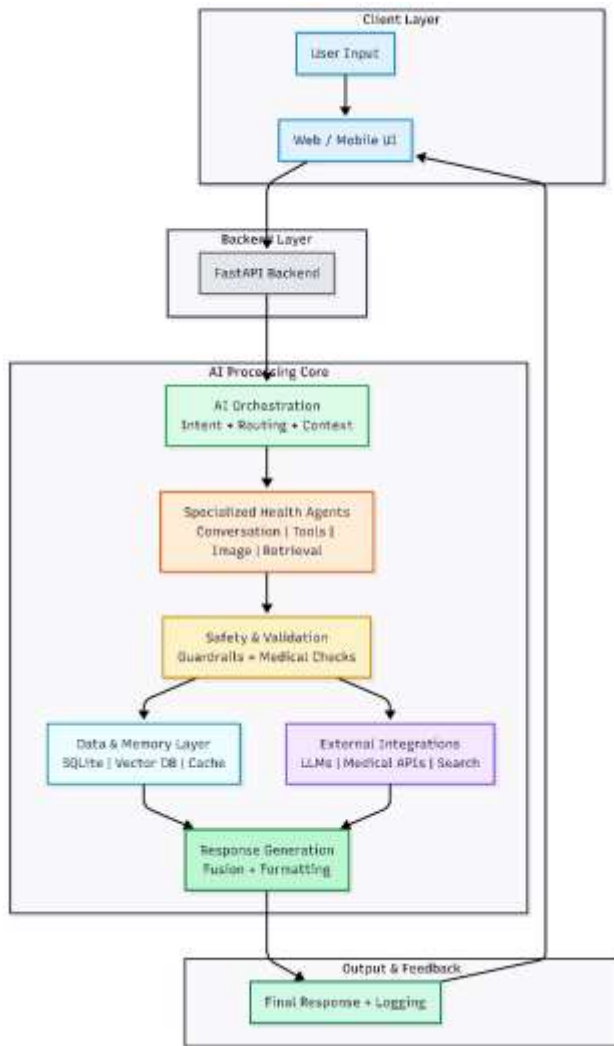 Client Layer
User Input
Web / Mobile UI
Backend Layer
FastAPI Backend
AI Processing Core
AI Orchestration
Intent + Routing + Context
Specialized Health Agents
Conversation | Tools |
Image | Retrieval
Safety & Validation
Guardrails + Medical Checks
Data & Memory Layer
SQLite | Vector DB | Cache
External Integrations
LLMs | Medical APIs | Search
Response Generation
Fusion + Formatting
Output & Feedback
Final Response + Logging